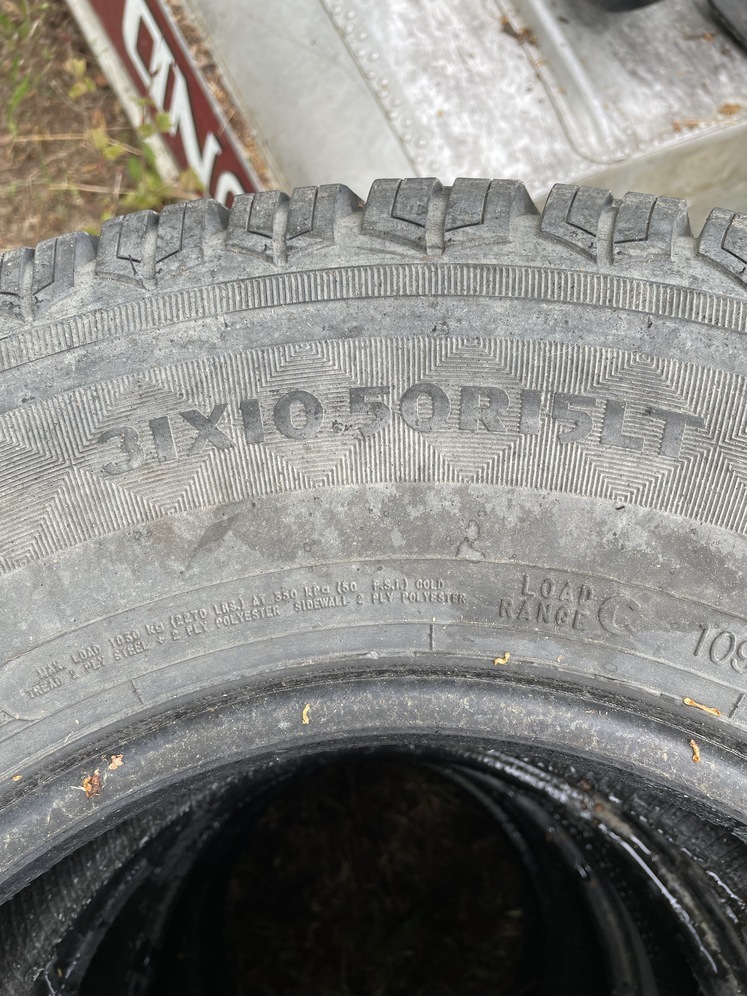 31X10.50R15LT
MAX. LOAD 1030 kg (2270 LBS.) AT 350 kPa (50 P.S.I.) COLD
TREAD 2 PLY STEEL & 2 PLY POLYESTER SIDEWALL 2 PLY POLYESTER
LOAD
RANGE C
109